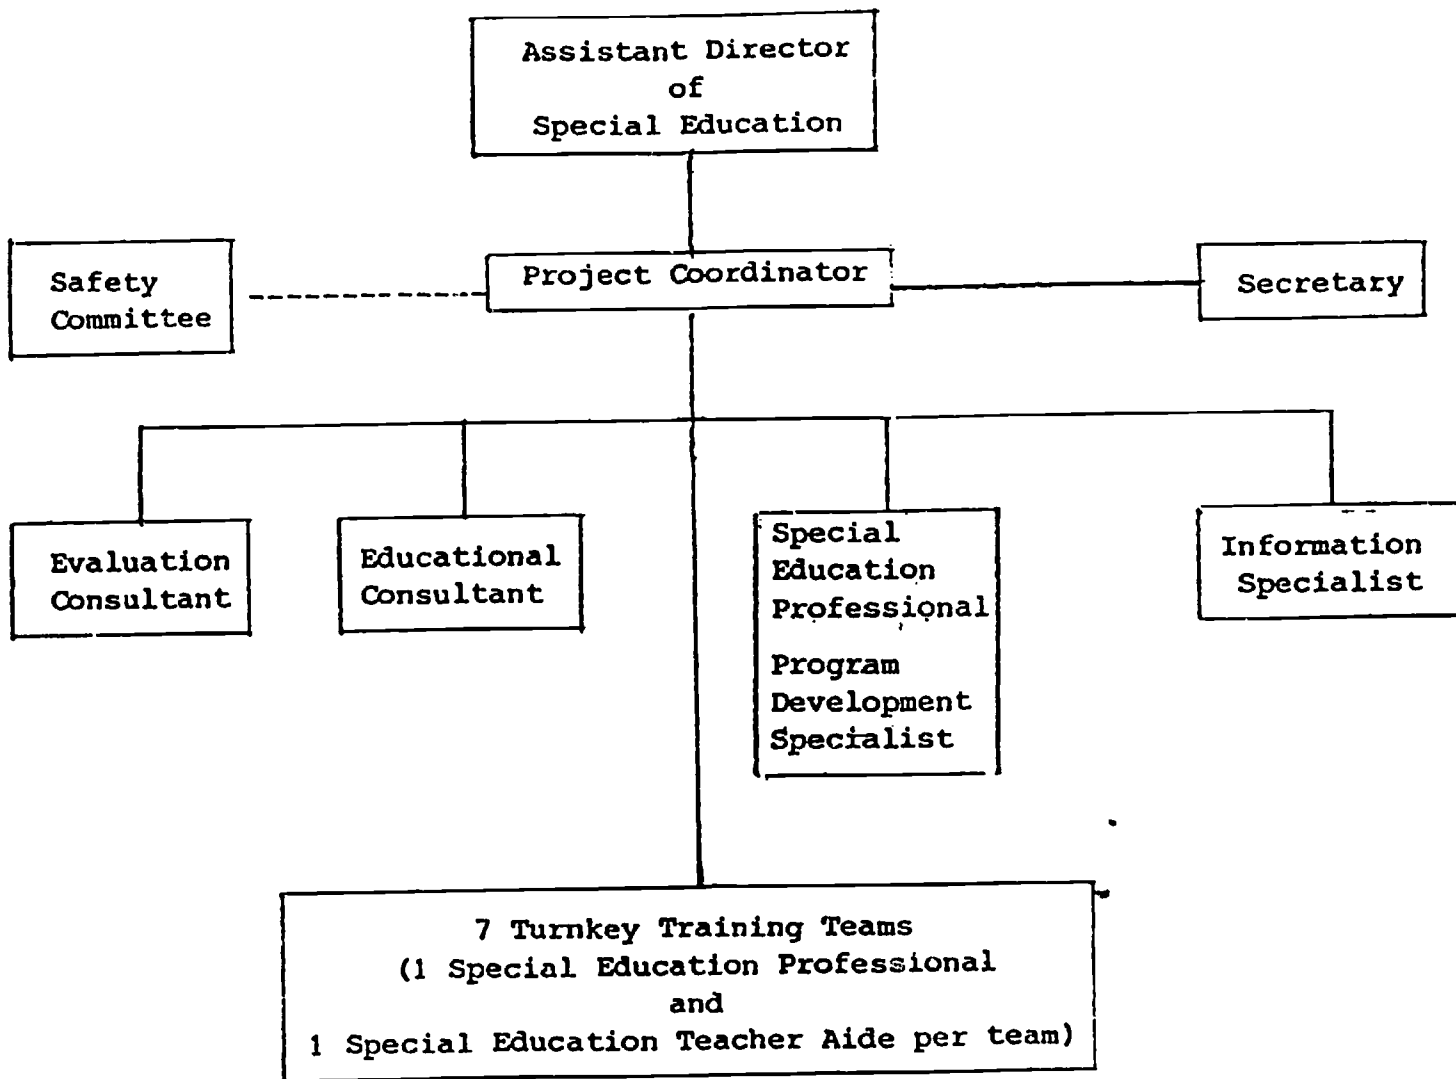 Assistant Director
of
Special Education
Safety
Committee
Project Coordinator
Secretary
Evaluation
Consultant
Educational
Consultant
Special
Education
Professional
Program
Development
Specialist
Information
Specialist
7 Turnkey Training Teams
(1 Special Education Professional
and
1 Special Education Teacher Aide per team)